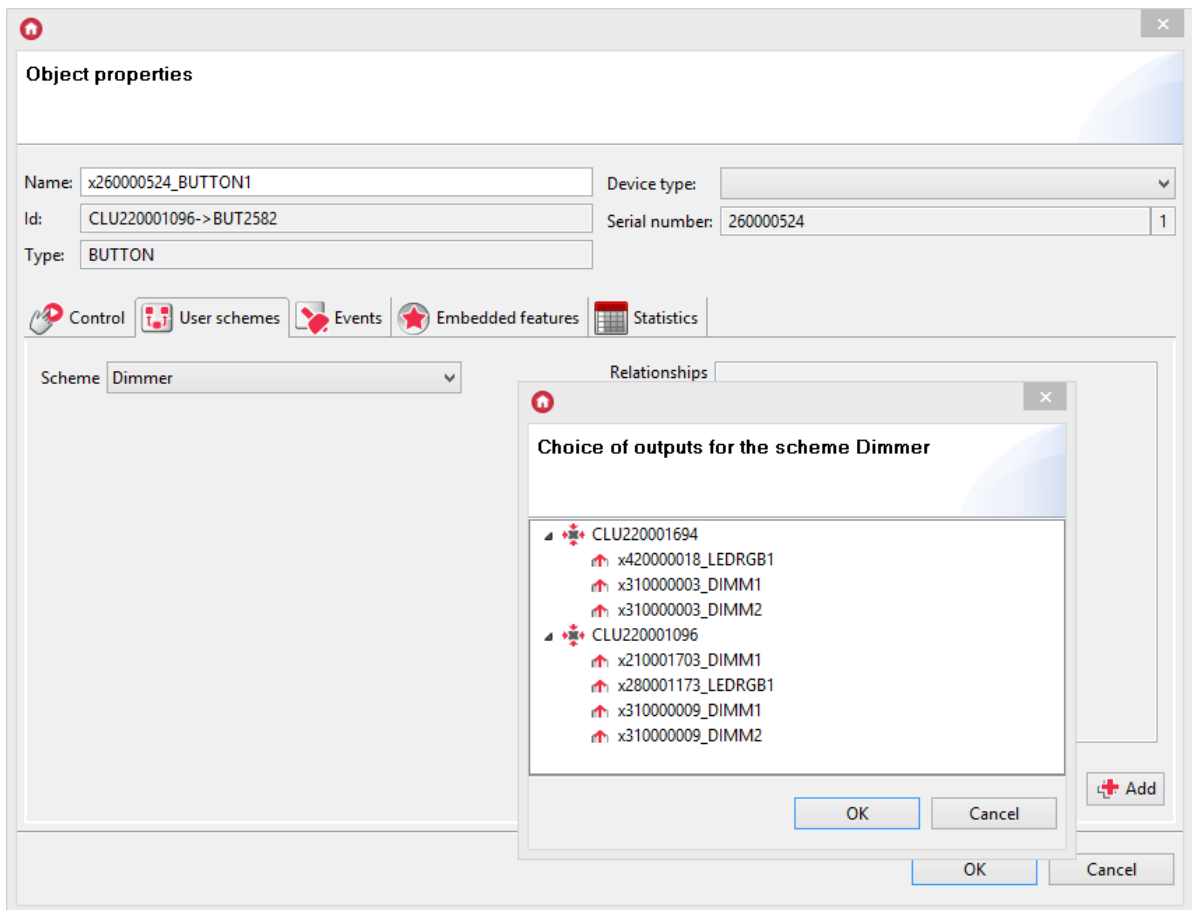 Object properties
Name: x260000524_BUTTON1
Device type:
Id: CLU220001096->BUT2582
Serial number: 260000524 1
Type: BUTTON
Control User schemes Events Embedded features Statistics
Scheme Dimmer
Relationships
Choice of outputs for the scheme Dimmer
CLU220001694
x420000018_LEDRGB1
x310000003_DIMM1
x310000003_DIMM2
CLU220001096
x210001703_DIMM1
x280001173_LEDRGB1
x310000009_DIMM1
x310000009_DIMM2
Add
OK Cancel
OK Cancel